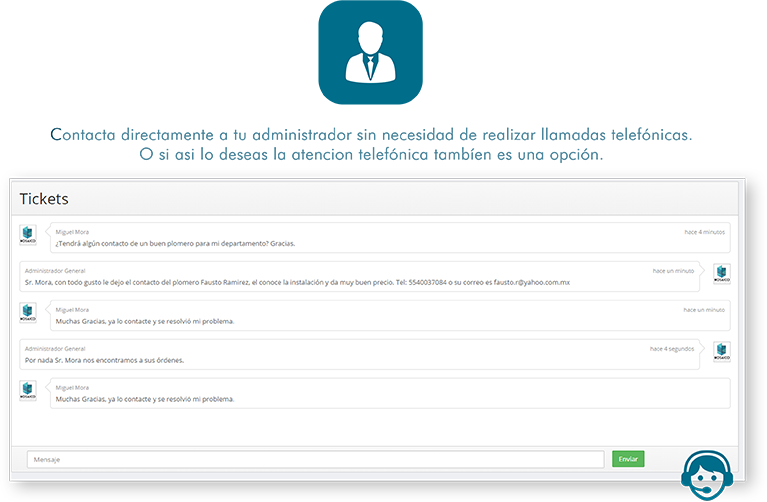 Contacta directamente a tu administrador sin necesidad de realizar llamadas telefónicas.
O si asi lo deseas la atencion telefónica tambíen es una opción.
Tickets
Miguel Mora
hace 4 minutos
¿Tendrá algún contacto de un buen plomero para mi departamento? Gracias.
MOSAICO
Administrador General
hace un minuto
Sr. Mora, con todo gusto le dejo el contacto del plomero Fausto Ramirez, el conoce la instalación y da muy buen precio. Tel: 5540037084 o su correo es fausto.r@yahoo.com.mx
MOSAICO
Miguel Mora
hace un minuto
Muchas Gracias, ya lo contacte y se resolvió mi problema.
MOSAICO
Administrador General
hace 4 segundos
Por nada Sr. Mora nos encontramos a sus órdenes.
MOSAICO
Miguel Mora
Muchas Gracias, ya lo contacte y se resolvió mi problema.
MOSAICO
Mensaje
Enviar